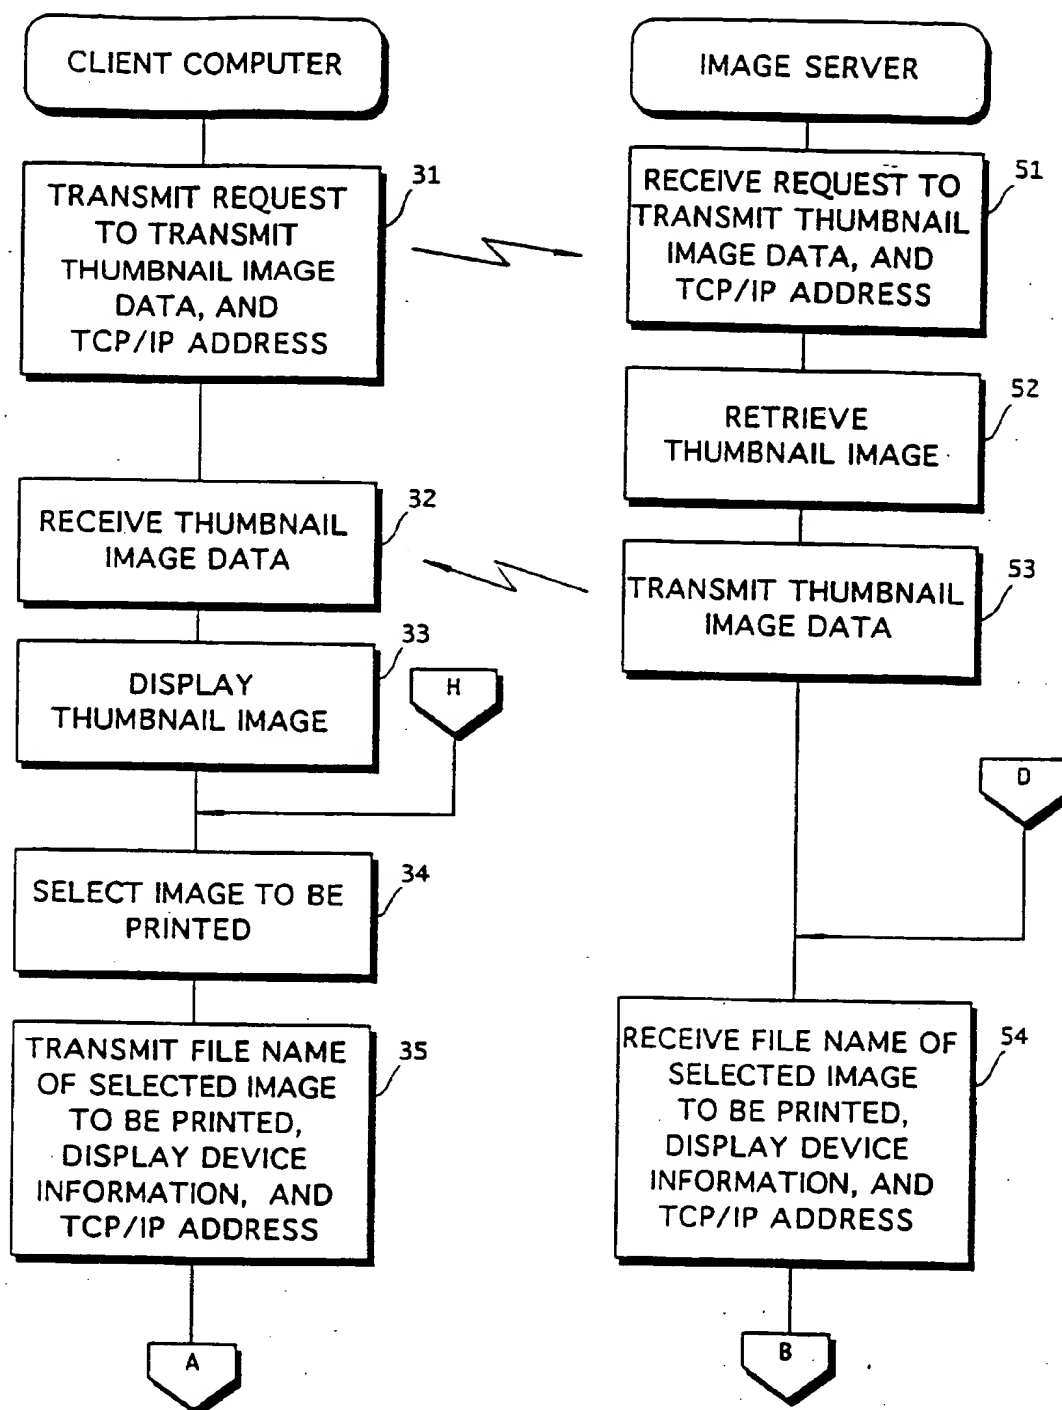 CLIENT COMPUTER
TRANSMIT REQUEST
TO TRANSMIT
THUMBNAIL IMAGE
DATA, AND
TCP/IP ADDRESS
31
RECEIVE THUMBNAIL
IMAGE DATA
32
DISPLAY
THUMBNAIL IMAGE
33
H
SELECT IMAGE TO BE
PRINTED
34
TRANSMIT FILE NAME
OF SELECTED IMAGE
TO BE PRINTED,
DISPLAY DEVICE
INFORMATION, AND
TCP/IP ADDRESS
35
A
IMAGE SERVER
RECEIVE REQUEST TO
TRANSMIT THUMBNAIL
IMAGE DATA, AND
TCP/IP ADDRESS
51
RETRIEVE
THUMBNAIL IMAGE
52
TRANSMIT THUMBNAIL
IMAGE DATA
53
D
RECEIVE FILE NAME OF
SELECTED IMAGE
TO BE PRINTED,
DISPLAY DEVICE
INFORMATION, AND
TCP/IP ADDRESS
54
B